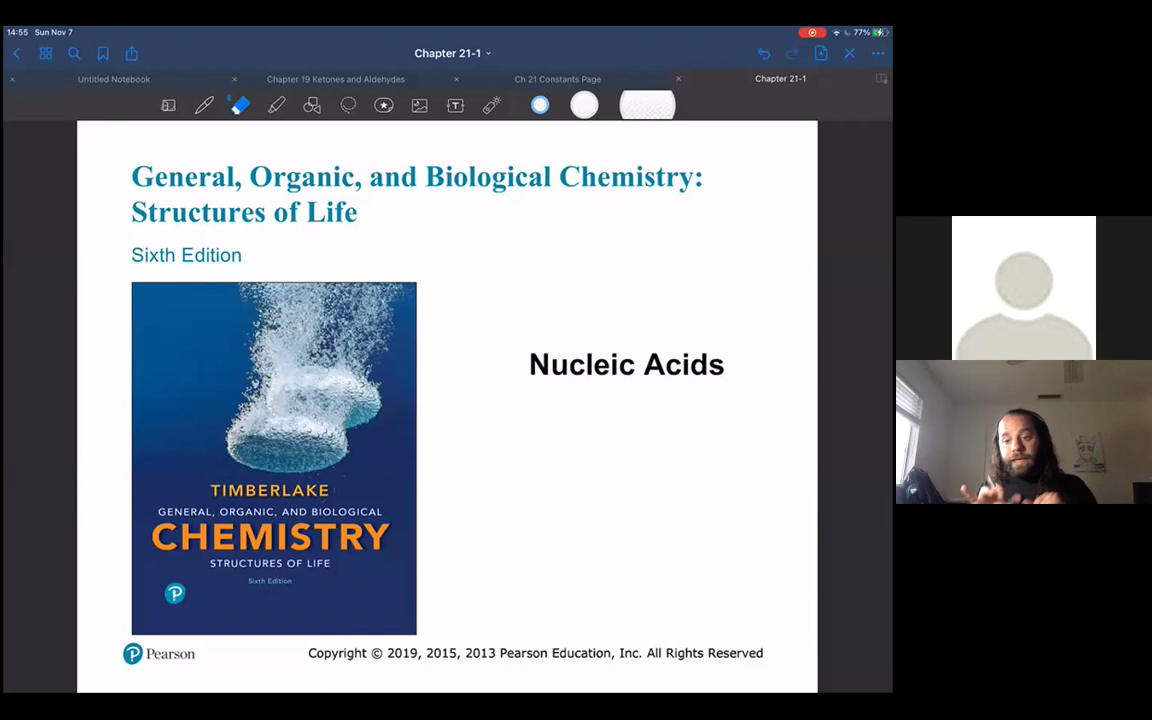 14:55 Sun Nov 7
77%
Chapter 21-1
Untitled Notebook
Chapter 19 Ketones and Aldehydes
Ch 21 Constants Page
Chapter 21-1
T
General, Organic, and Biological Chemistry:
Structures of Life
Sixth Edition
Nucleic Acids
TIMBERLAKE
GENERAL, ORGANIC, AND BIOLOGICAL
CHEMISTRY
STRUCTURES OF LIFE
Sixth Edition
P
P Pearson
Copyright © 2019, 2015, 2013 Pearson Education, Inc. All Rights Reserved